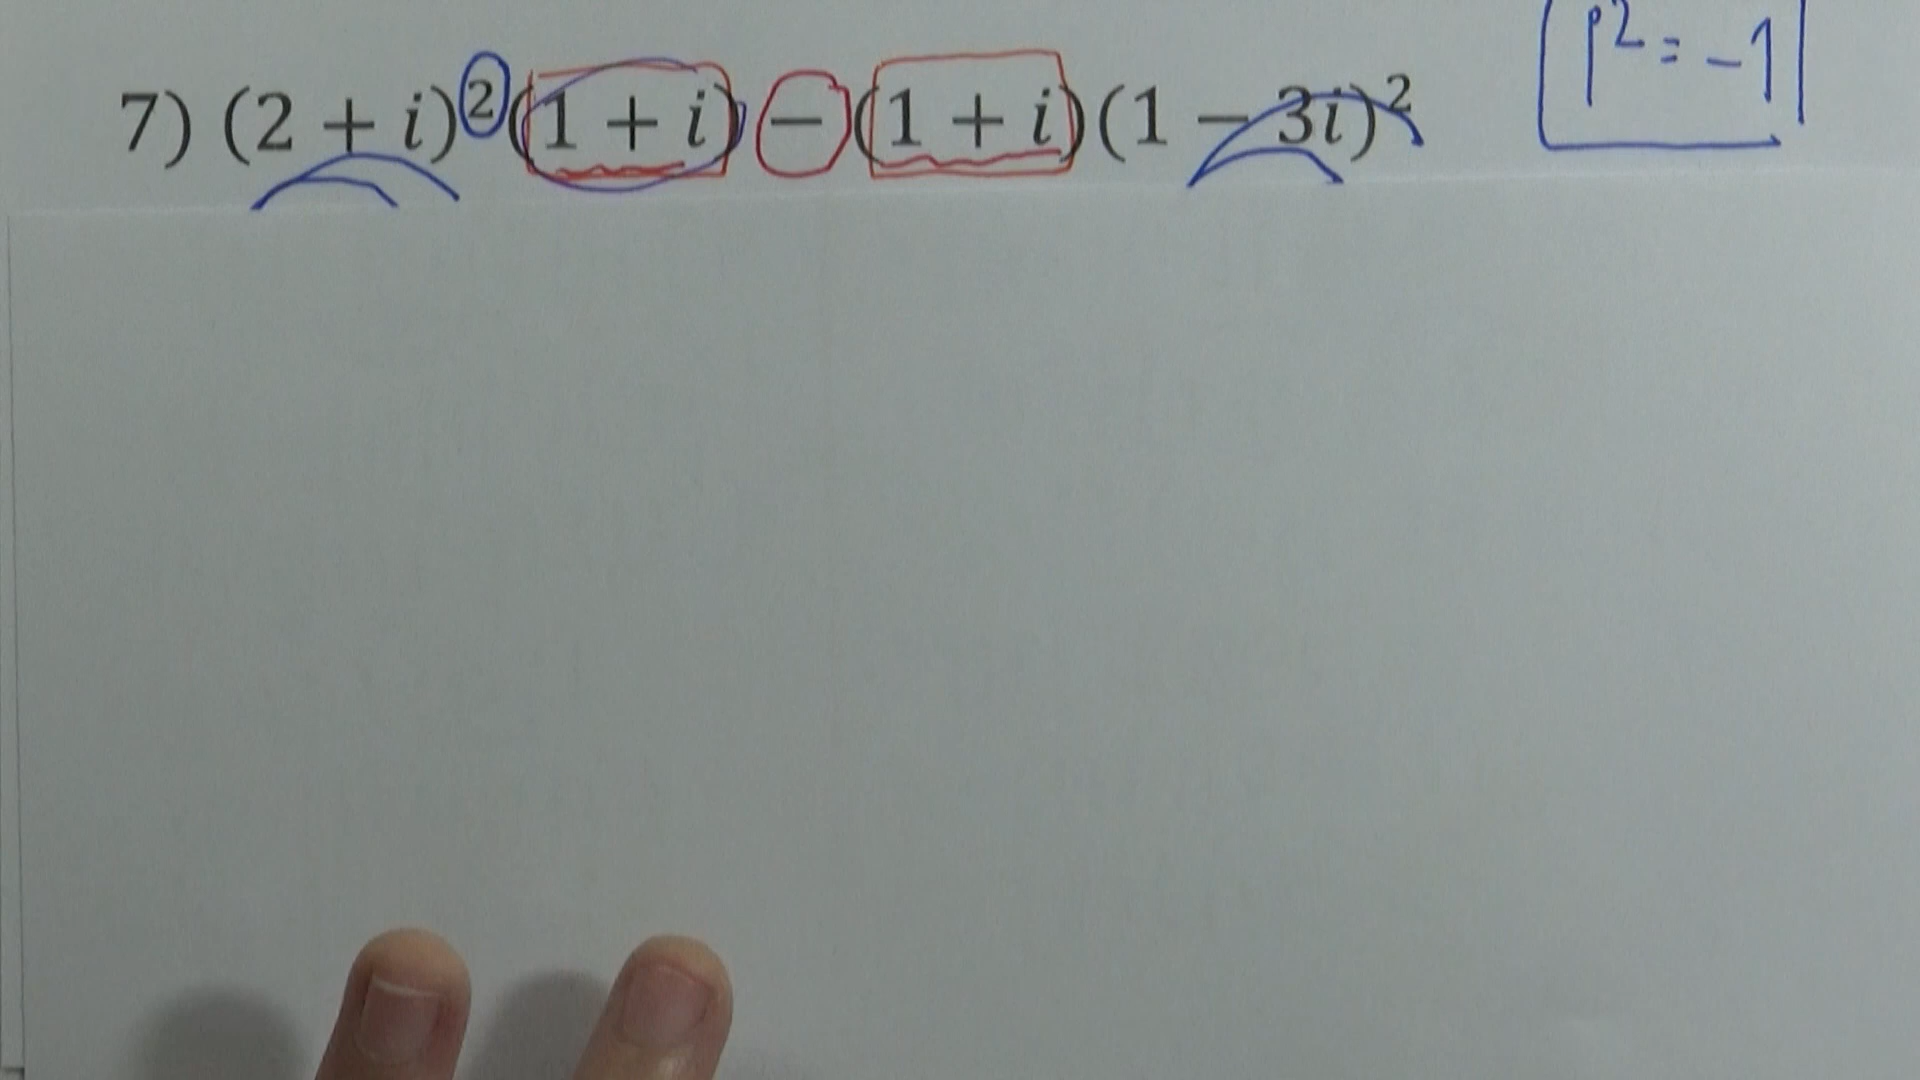 7) (2 + i)²(1 + i) − (1 + i)(1 − 3i)²
i² = -1